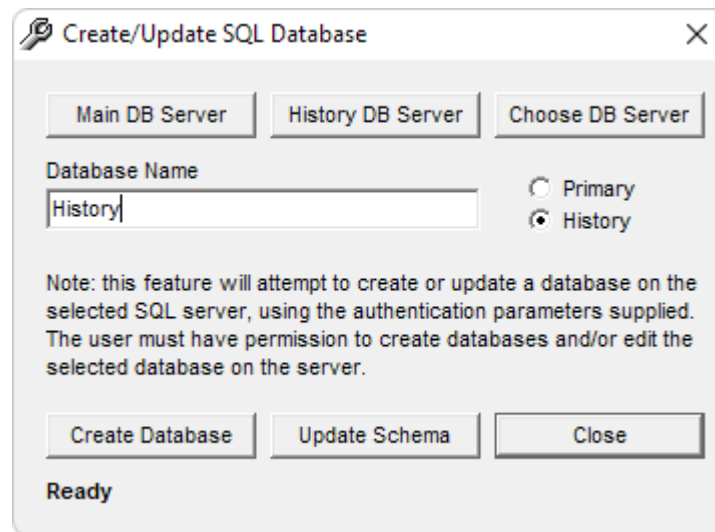 Create/Update SQL Database
Main DB Server
History DB Server
Choose DB Server
Database Name
Primary
History
History
Note: this feature will attempt to create or update a database on the
selected SQL server, using the authentication parameters supplied.
The user must have permission to create databases and/or edit the
selected database on the server.
Create Database
Update Schema
Close
Ready